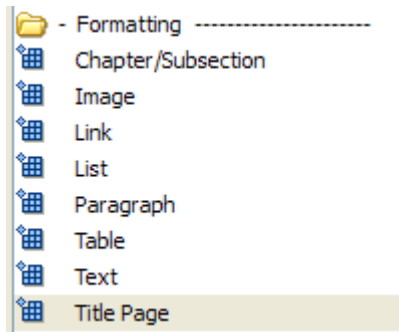 - Formatting ----------------------
Chapter/Subsection
Image
Link
List
Paragraph
Table
Text
Title Page